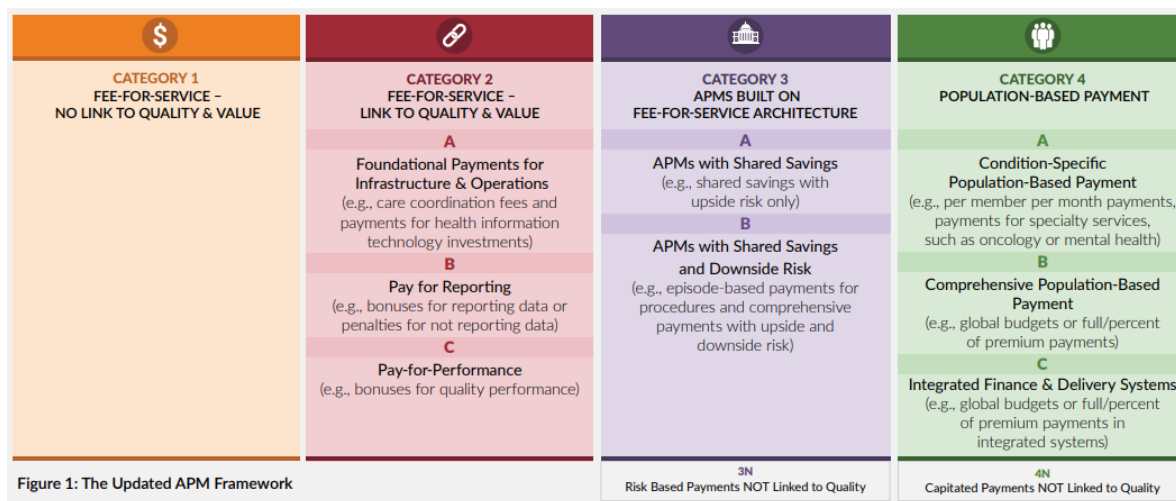 $
CATEGORY 1
FEE-FOR-SERVICE –
NO LINK TO QUALITY & VALUE
CATEGORY 2
FEE-FOR-SERVICE –
LINK TO QUALITY & VALUE
A
Foundational Payments for
Infrastructure & Operations
(e.g., care coordination fees and
payments for health information
technology investments)
B
Pay for Reporting
(e.g., bonuses for reporting data or
penalties for not reporting data)
C
Pay-for-Performance
(e.g., bonuses for quality performance)
CATEGORY 3
APMS BUILT ON
FEE-FOR-SERVICE ARCHITECTURE
A
APMs with Shared Savings
(e.g., shared savings with
upside risk only)
B
APMs with Shared Savings
and Downside Risk
(e.g., episode-based payments for
procedures and comprehensive
payments with upside and
downside risk)
3N
Risk Based Payments NOT Linked to Quality
CATEGORY 4
POPULATION-BASED PAYMENT
A
Condition-Specific
Population-Based Payment
(e.g., per member per month payments,
payments for specialty services,
such as oncology or mental health)
B
Comprehensive Population-Based
Payment
(e.g., global budgets or full/percent
of premium payments)
C
Integrated Finance & Delivery Systems
(e.g., global budgets or full/percent
of premium payments in
integrated systems)
4N
Capitated Payments NOT Linked to Quality
Figure 1: The Updated APM Framework